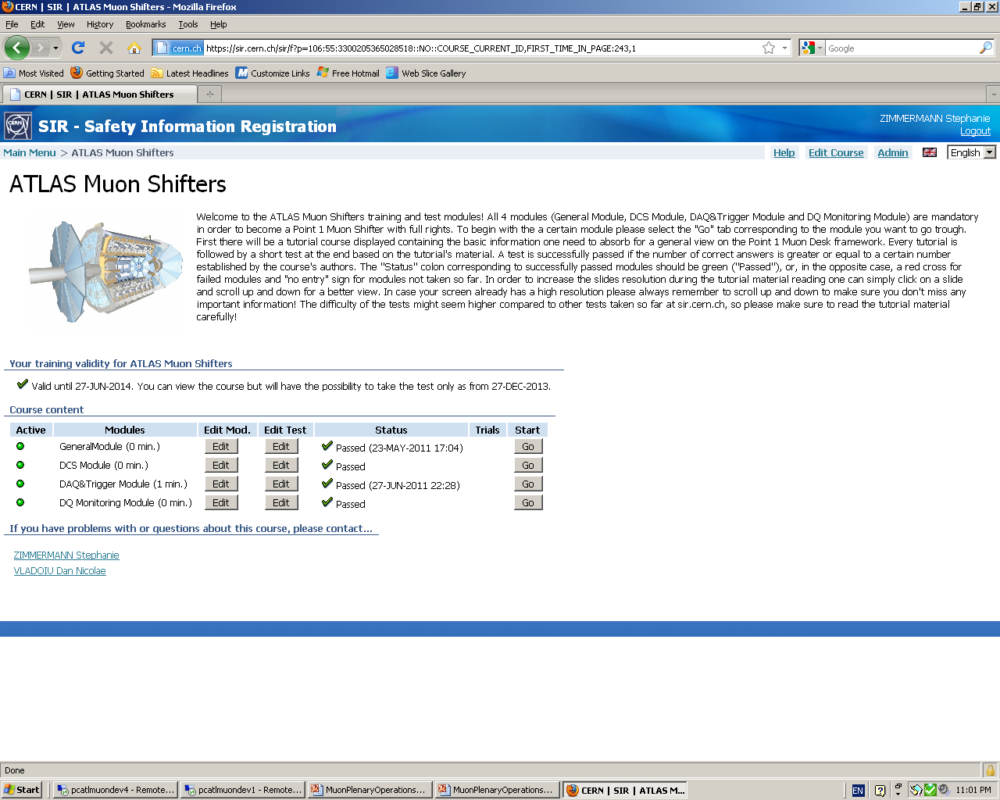 CERN | SIR | ATLAS Muon Shifters - Mozilla Firefox
File Edit View History Bookmarks Tools Help
cern.ch https://sir.cern.ch/sir/f?p=106:55:3300205365028518::NO::COURSE_CURRENT_ID,FIRST_TIME_IN_PAGE:243,1
Google
Most Visited Getting Started Latest Headlines Customize Links Free Hotmail Web Slice Gallery
CERN | SIR | ATLAS Muon Shifters
CERN
SIR - Safety Information Registration
ZIMMERMANN Stephanie
Logout
Main Menu > ATLAS Muon Shifters
Help Edit Course Admin English
ATLAS Muon Shifters
Welcome to the ATLAS Muon Shifters training and test modules! All 4 modules (General Module, DCS Module, DAQ&Trigger Module and DQ Monitoring Module) are mandatory
in order to become a Point 1 Muon Shifter with full rights. To begin with the a certain module please select the "Go" tab corresponding to the module you want to go trough.
First there will be a tutorial course displayed containing the basic information one need to absorb for a general view on the Point 1 Muon Desk framework. Every tutorial is
followed by a short test at the end based on the tutorial's material. A test is successfully passed if the number of correct answers is greater or equal to a certain number
established by the course's authors. The "Status" colon corresponding to successfully passed modules should be green ("Passed"), or, in the opposite case, a red cross for
failed modules and "no entry" sign for modules not taken so far. In order to increase the slides resolution during the tutorial material reading one can simply click on a slide
and scroll up and down for a better view. In case your screen already has a high resolution please always remember to scroll up and down to make sure you don't miss any
important information! The difficulty of the tests might seem higher compared to other tests taken so far at sir.cern.ch, so please make sure to read the tutorial material
carefully!
Your training validity for ATLAS Muon Shifters
Valid until 27-JUN-2014. You can view the course but will have the possibility to take the test only as from 27-DEC-2013.
Course content
Active Modules Edit Mod. Edit Test Status Trials Start
GeneralModule (0 min.) Edit Edit Passed (23-MAY-2011 17:04) Go
DCS Module (0 min.) Edit Edit Passed Go
DAQ&Trigger Module (1 min.) Edit Edit Passed (27-JUN-2011 22:28) Go
DQ Monitoring Module (0 min.) Edit Edit Passed Go
If you have problems with or questions about this course, please contact...
ZIMMERMANN Stephanie
VLADOIU Dan Nicolae
Done
Start pcatlmuondev4 - Remote... pcatlmuondev1 - Remote... MuonPlenaryOperations... MuonPlenaryOperations... CERN | SIR | ATLAS M... EN 11:01 PM